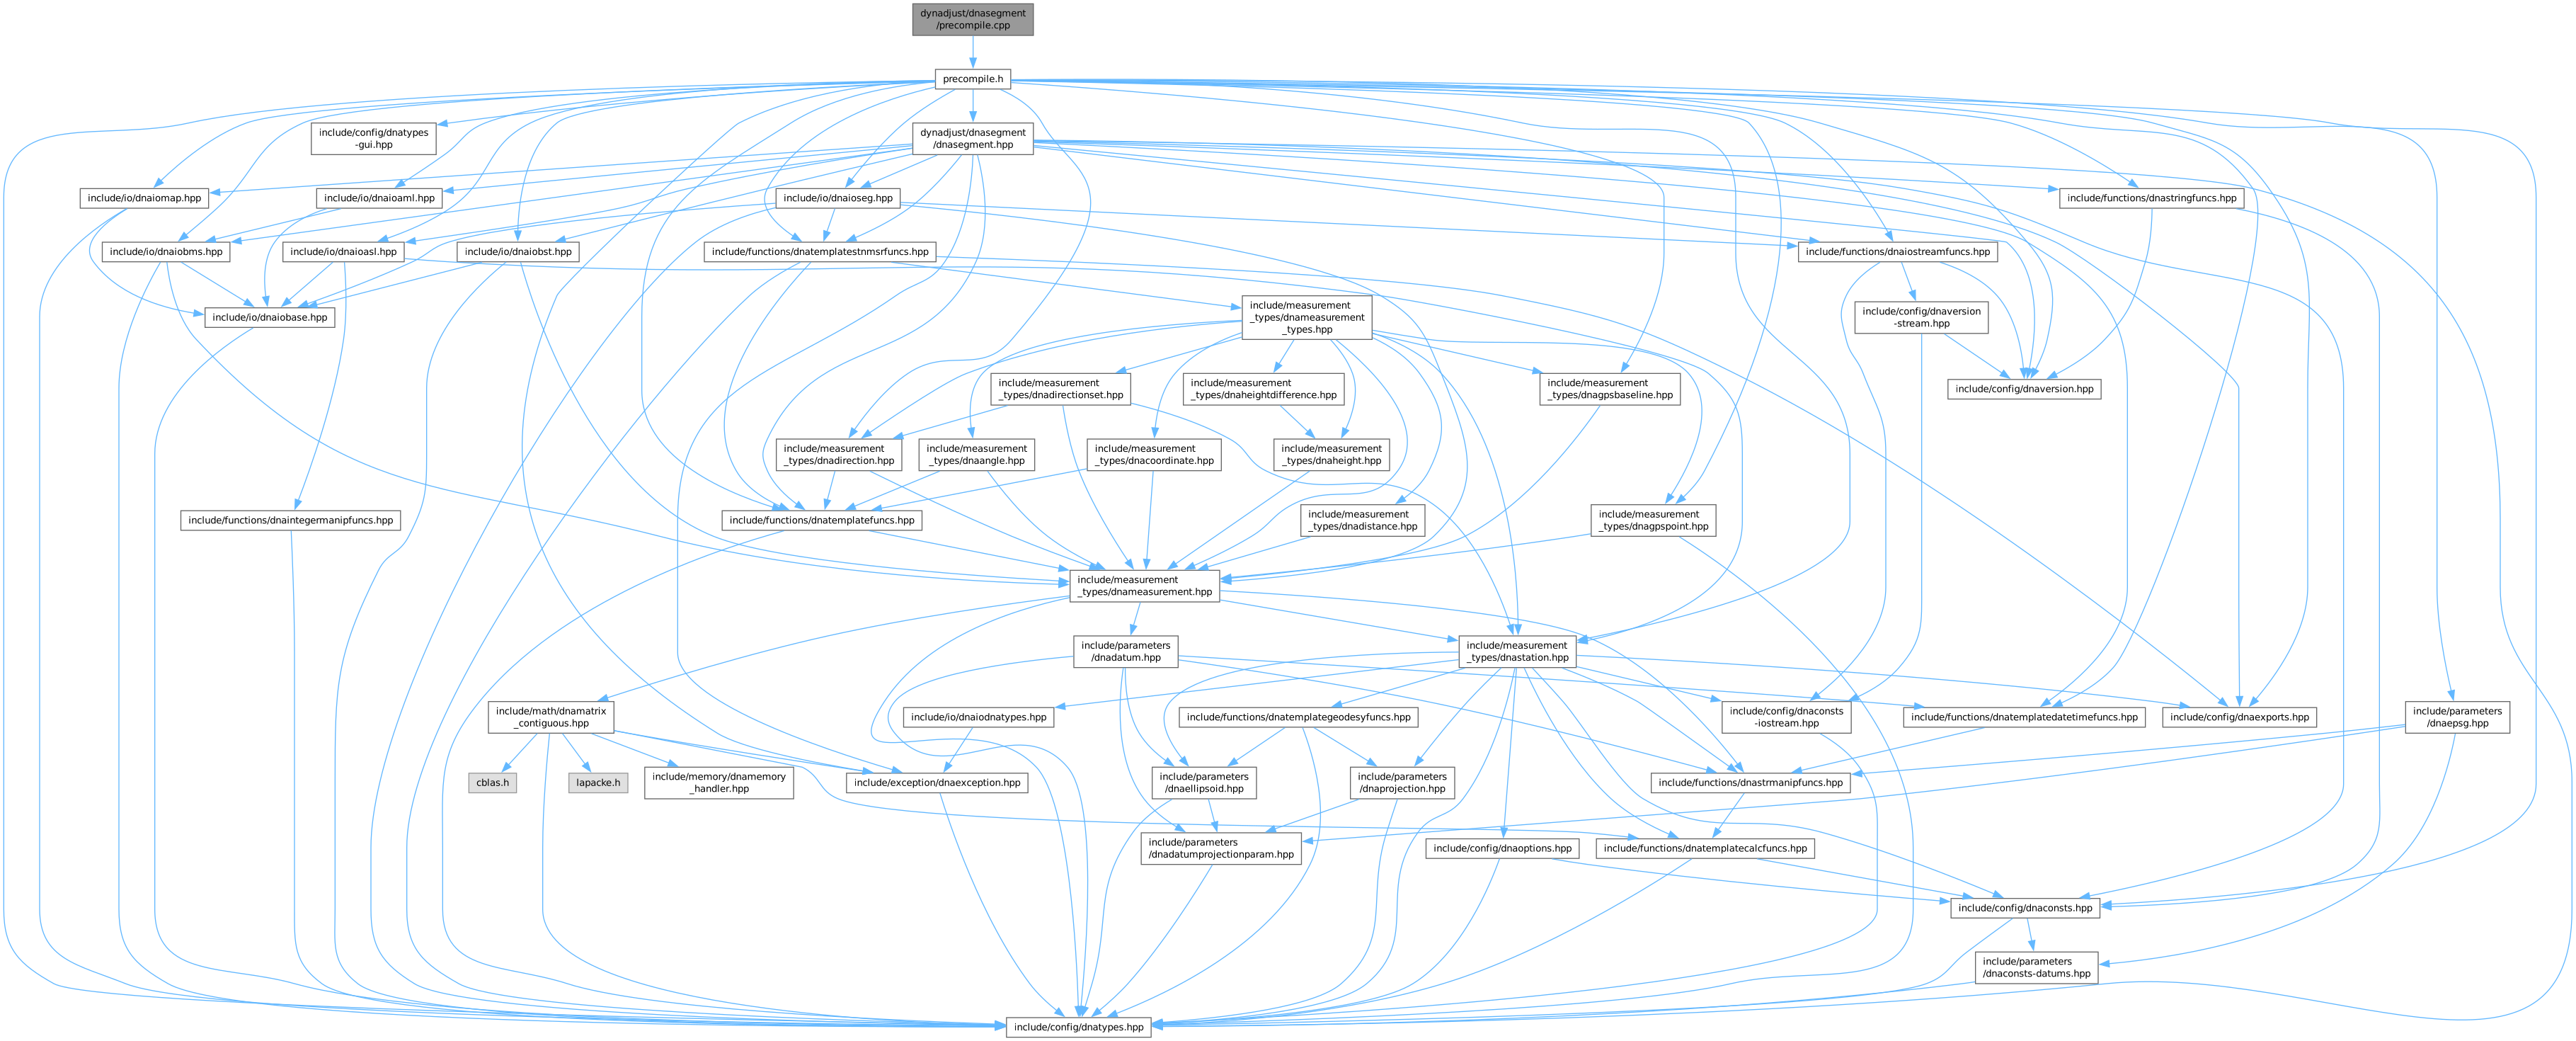 dynadjust/dnasegment
/precompile.cpp
precompile.h
include/config/dnatypes
-gui.hpp
dynadjust/dnasegment
/dnasegment.hpp
include/io/dnaiomap.hpp
include/io/dnaioaml.hpp
include/io/dnaioseg.hpp
include/functions/dnastringfuncs.hpp
include/io/dnaiobms.hpp
include/io/dnaioasl.hpp
include/io/dnaiobst.hpp
include/functions/dnatemplatestnmsrfuncs.hpp
include/functions/dnaiostreamfuncs.hpp
include/io/dnaiobase.hpp
include/measurement
_types/dnameasurement
_types.hpp
include/config/dnaversion
-stream.hpp
include/measurement
_types/dnadirectionset.hpp
include/measurement
_types/dnaheightdifference.hpp
include/measurement
_types/dnagpsbaseline.hpp
include/config/dnaversion.hpp
include/measurement
_types/dnadirection.hpp
include/measurement
_types/dnaangle.hpp
include/measurement
_types/dnacoordinate.hpp
include/measurement
_types/dnaheight.hpp
include/functions/dnaintegermanipfuncs.hpp
include/functions/dnatemplatefuncs.hpp
include/measurement
_types/dnadistance.hpp
include/measurement
_types/dnagpspoint.hpp
include/measurement
_types/dnameasurement.hpp
include/parameters
/dnadatum.hpp
include/measurement
_types/dnastation.hpp
include/math/dnamatrix
_contiguous.hpp
include/io/dnaiodnatypes.hpp
include/functions/dnatemplategeodesyfuncs.hpp
include/config/dnaconsts
-iostream.hpp
include/functions/dnatemplatedatetimefuncs.hpp
include/config/dnaexports.hpp
include/parameters
/dnaepsg.hpp
cblas.h
lapacke.h
include/memory/dnamemory
_handler.hpp
include/exception/dnaexception.hpp
include/parameters
/dnaellipsoid.hpp
include/parameters
/dnaprojection.hpp
include/functions/dnastrmanipfuncs.hpp
include/parameters
/dnadatumprojectionparam.hpp
include/config/dnaoptions.hpp
include/functions/dnatemplatecalcfuncs.hpp
include/config/dnaconsts.hpp
include/parameters
/dnaconsts-datums.hpp
include/config/dnatypes.hpp